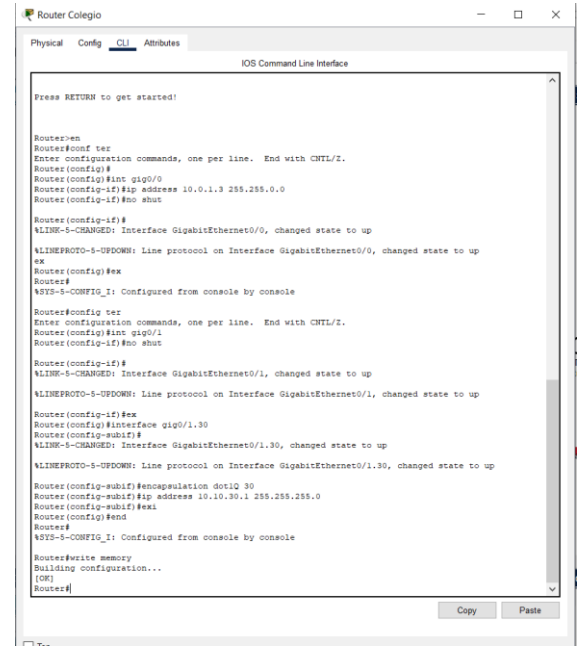 Router Colegio
Physical Config CLI Attributes
IOS Command Line Interface
Press RETURN to get started!
Router>en
Router#conf ter
Enter configuration commands, one per line. End with CNTL/Z.
Router(config)#
Router(config)#int gig0/0
Router(config-if)#ip address 10.0.1.3 255.255.0.0
Router(config-if)#no shut
Router(config-if)#
%LINK-5-CHANGED: Interface GigabitEthernet0/0, changed state to up
%LINEPROTO-5-UPDOWN: Line protocol on Interface GigabitEthernet0/0, changed state to up
ex
Router(config)#ex
Router#
%SYS-5-CONFIG_I: Configured from console by console
Router#config ter
Enter configuration commands, one per line. End with CNTL/Z.
Router(config)#int gig0/1
Router(config-if)#no shut
Router(config-if)#
%LINK-5-CHANGED: Interface GigabitEthernet0/1, changed state to up
%LINEPROTO-5-UPDOWN: Line protocol on Interface GigabitEthernet0/1, changed state to up
Router(config-if)#ex
Router(config)#interface gig0/1.30
Router(config-subif)#
%LINK-5-CHANGED: Interface GigabitEthernet0/1.30, changed state to up
%LINEPROTO-5-UPDOWN: Line protocol on Interface GigabitEthernet0/1.30, changed state to up
Router(config-subif)#encapsulation dot1Q 30
Router(config-subif)#ip address 10.10.30.1 255.255.255.0
Router(config-subif)#exi
Router(config)#end
Router#
%SYS-5-CONFIG_I: Configured from console by console
Router#write memory
Building configuration...
[OK]
Router#
Copy Paste